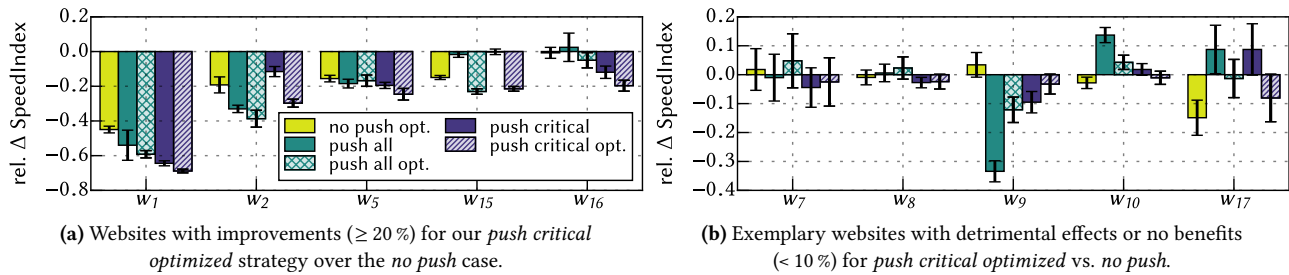 rel. Δ SpeedIndex
0.2
0.0
−0.2
−0.4
−0.6
−0.8
no push opt.
push all
push all opt.
push critical
push critical opt.
w1 w2 w5 w15 w16
(a) Websites with improvements (≥ 20 %) for our push critical
optimized strategy over the no push case.
rel. Δ SpeedIndex
0.2
0.1
0.0
−0.1
−0.2
−0.3
−0.4
w7 w8 w9 w10 w17
(b) Exemplary websites with detrimental effects or no benefits
(< 10 %) for push critical optimized vs. no push.